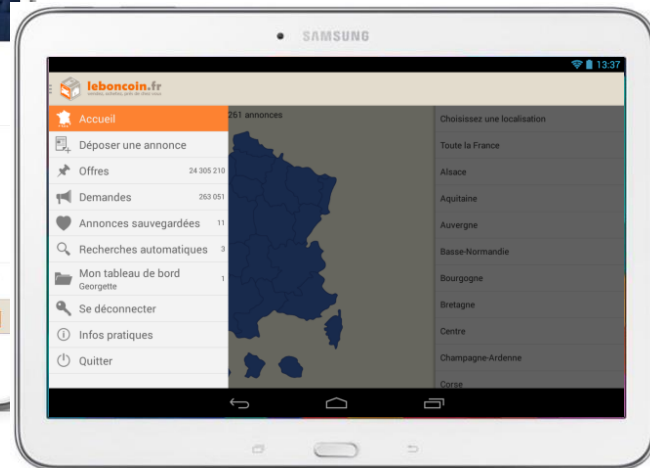 SAMSUNG
13:37
leboncoin.fr
Accueil
261 annonces
Choisissez une localisation
Déposer une annonce
Toute la France
Offres 24 305 210
Alsace
Demandes 263 051
Aquitaine
Annonces sauvegardées 11
Auvergne
Recherches automatiques 3
Basse-Normandie
Mon tableau de bord 1
Georgette
Bourgogne
Se déconnecter
Bretagne
Infos pratiques
Centre
Quitter
Champagne-Ardenne
Corse